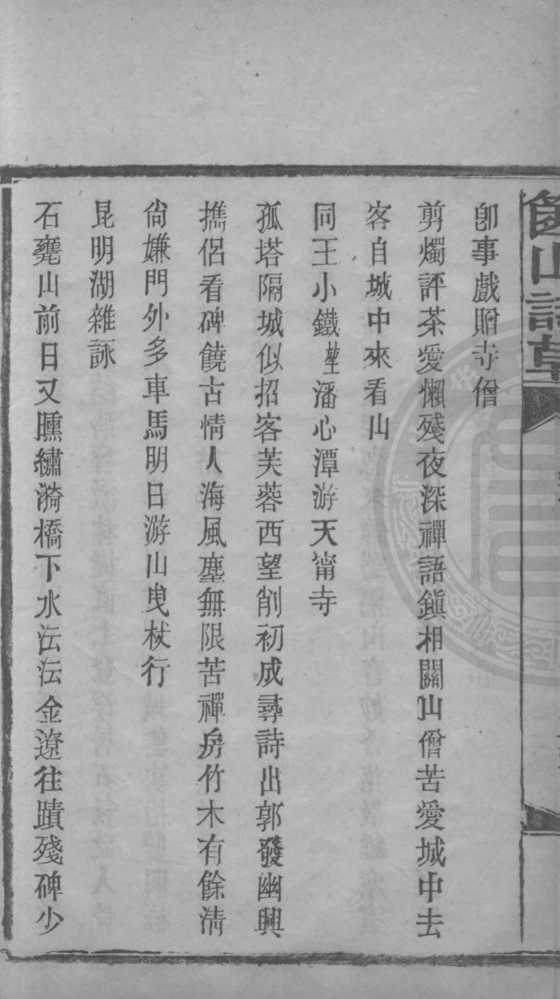 即事戲贈寺僧
剪燭評茶愛懶殘夜深禪語鎮相關山僧苦愛城中去
客自城中來看山
同王小鐵堃潘心潭游天甯寺
孤塔隔城似招客芙蓉西望削初成尋詩出郭發幽興
攜侶看碑饒古情人海風塵無限苦禪房竹木有餘清
尙嫌門外多車馬明日游山曳杖行
昆明湖雜詠
石甕山前日又曛繡漪橋下水沄沄金遼往蹟殘碑少